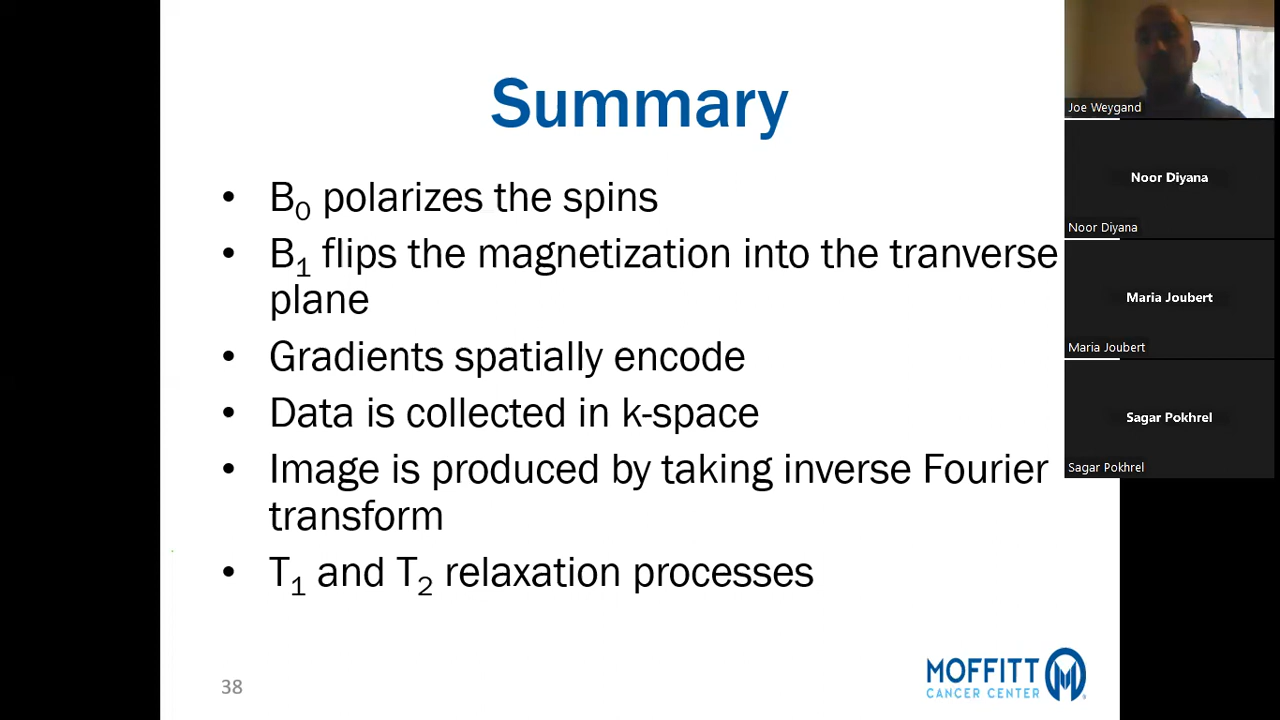 Summary
• B0 polarizes the spins
• B1 flips the magnetization into the tranverse
plane
• Gradients spatially encode
• Data is collected in k-space
• Image is produced by taking inverse Fourier
transform
• T1 and T2 relaxation processes
38
MOFFITT
CANCER CENTER
Joe Weygand
Noor Diyana
Noor Diyana
Maria Joubert
Maria Joubert
Sagar Pokhrel
Sagar Pokhrel